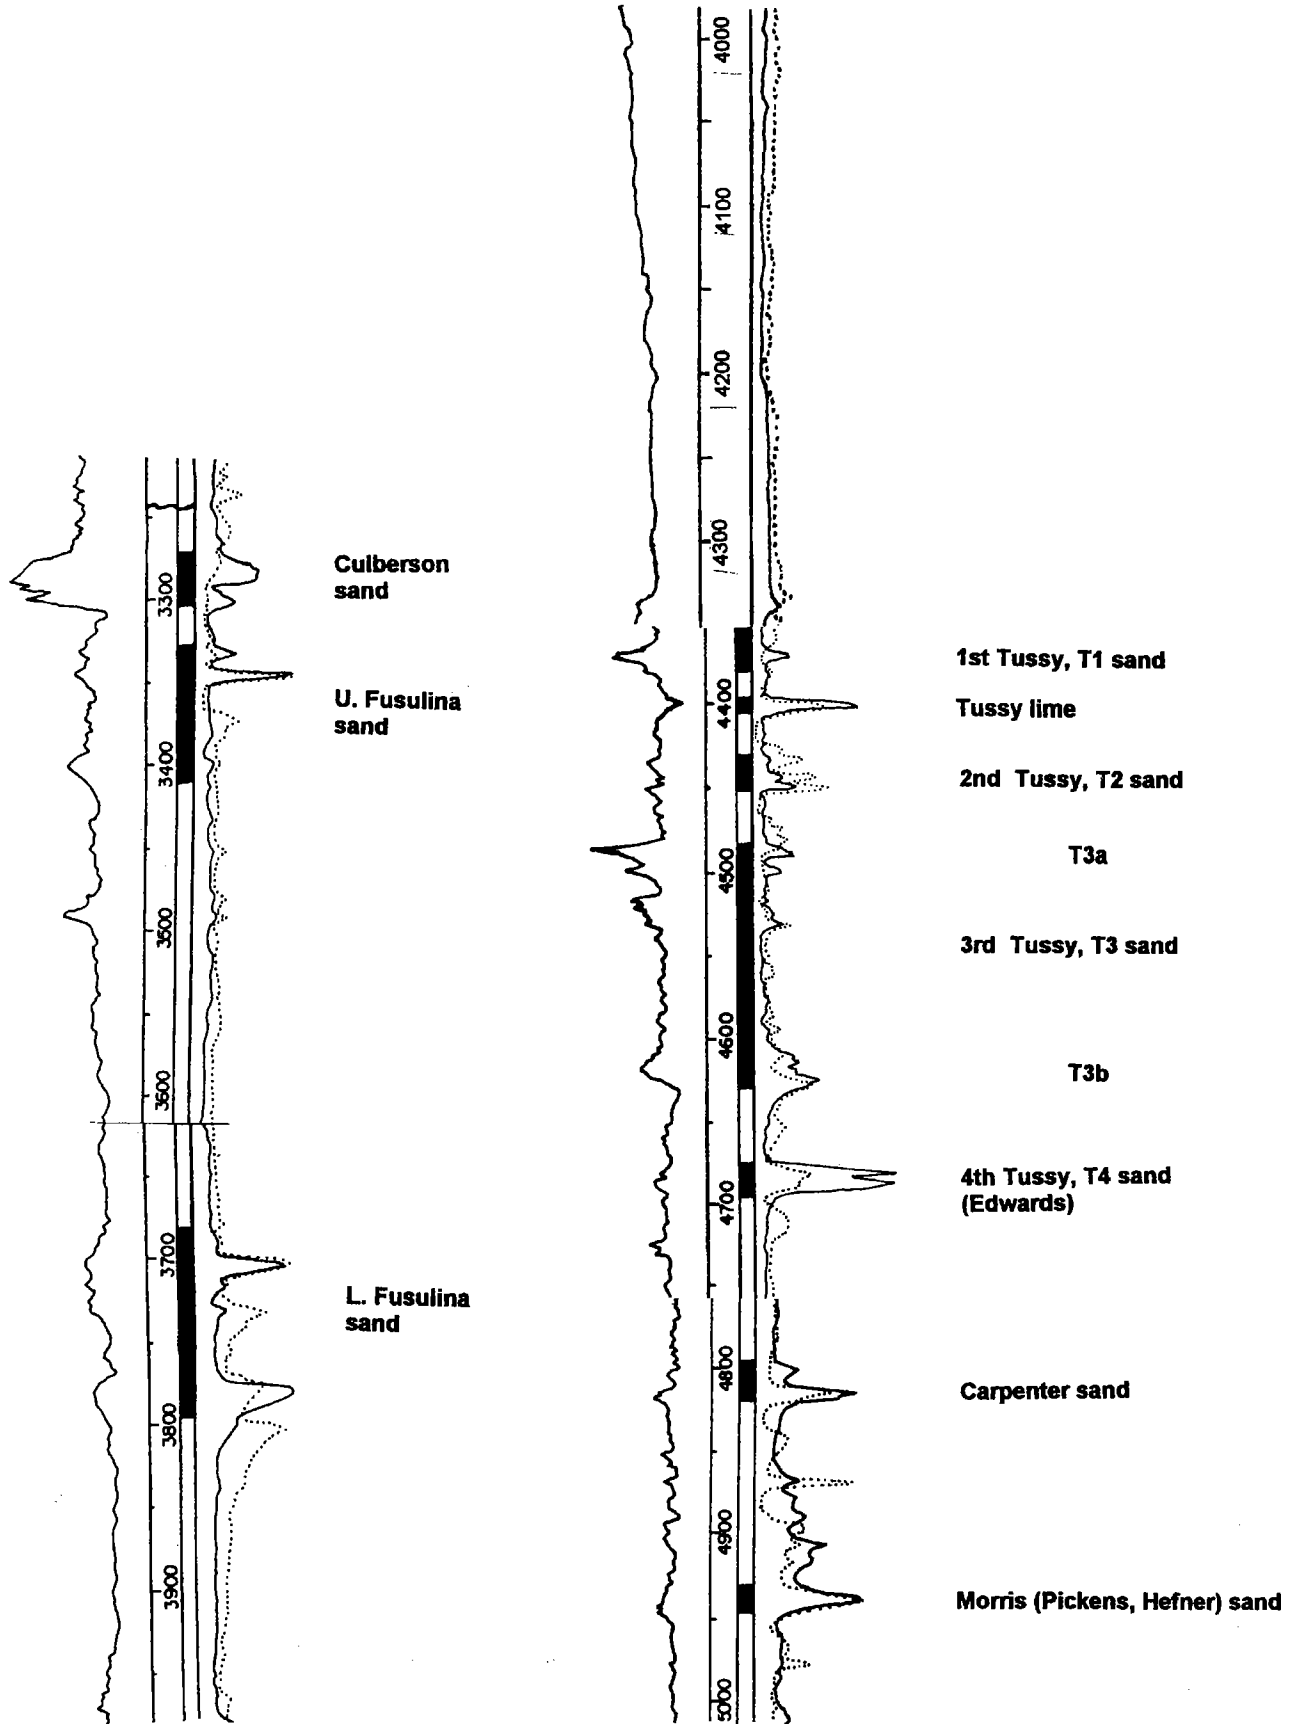 3300
3400
3500
3600
3700
3800
3900
Culberson
sand
U. Fusulina
sand
L. Fusulina
sand
4000
4100
4200
4300
4400
4500
4600
4700
4800
4900
5000
1st Tussy, T1 sand
Tussy lime
2nd Tussy, T2 sand
T3a
3rd Tussy, T3 sand
T3b
4th Tussy, T4 sand
(Edwards)
Carpenter sand
Morris (Pickens, Hefner) sand